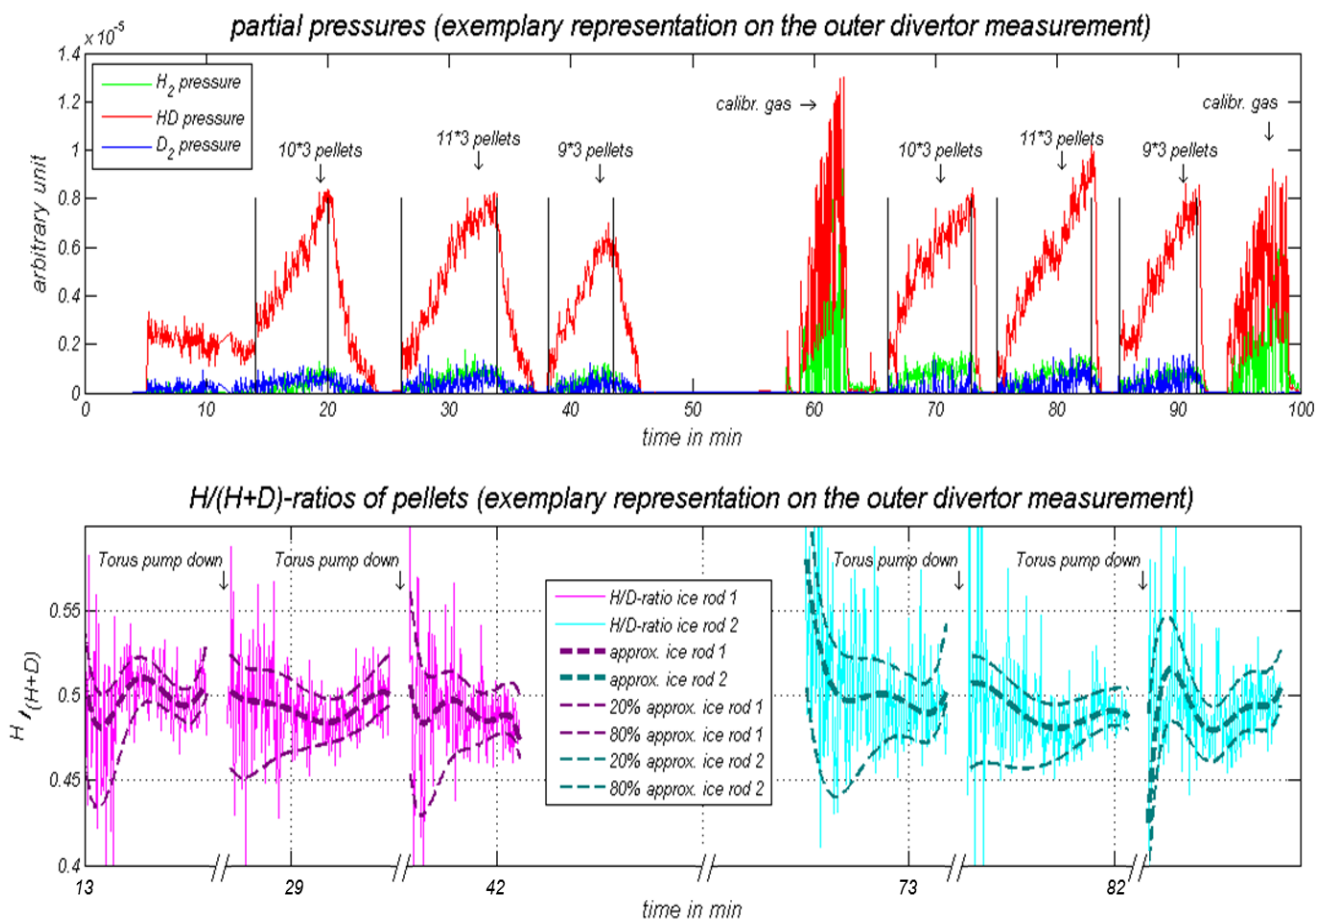 partial pressures (exemplary representation on the outer divertor measurement)
×10⁻⁵
1.4
1.2
1
0.8
0.6
0.4
0.2
0
arbitrary unit
H₂ pressure
HD pressure
D₂ pressure
10*3 pellets
11*3 pellets
9*3 pellets
calibr. gas →
10*3 pellets
11*3 pellets
9*3 pellets
calibr. gas
0 10 20 30 40 50 60 70 80 90 100
time in min
H/(H+D)-ratios of pellets (exemplary representation on the outer divertor measurement)
Torus pump down
Torus pump down
Torus pump down
Torus pump down
0.55
0.5
0.45
0.4
H/(H+D)
H/D-ratio ice rod 1
H/D-ratio ice rod 2
approx. ice rod 1
approx. ice rod 2
20% approx. ice rod 1
80% approx. ice rod 1
20% approx. ice rod 2
80% approx. ice rod 2
13 // 29 // 42 // // 73 // 82 //
time in min